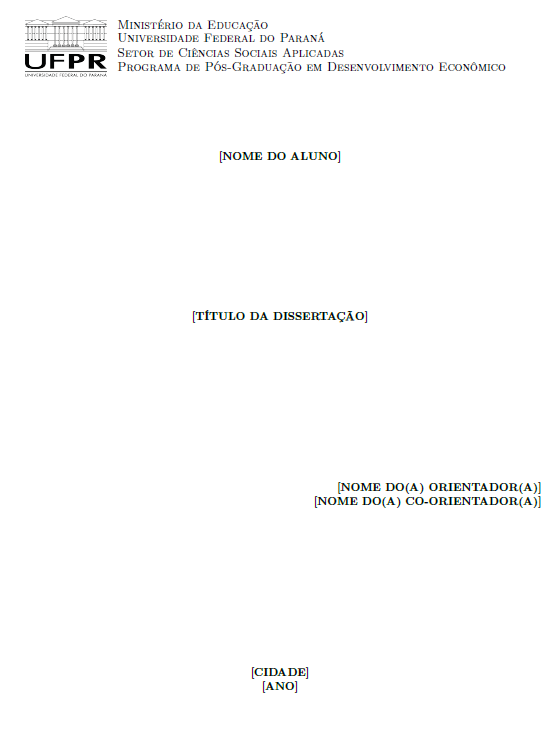 Ministério da Educação
Universidade Federal do Paraná
Setor de Ciências Sociais Aplicadas
Programa de Pós-Graduação em Desenvolvimento Econômico
UFPR
UNIVERSIDADE FEDERAL DO PARANÁ
[NOME DO ALUNO]
[TÍTULO DA DISSERTAÇÃO]
[NOME DO(A) ORIENTADOR(A)]
[NOME DO(A) CO-ORIENTADOR(A)]
[CIDADE]
[ANO]